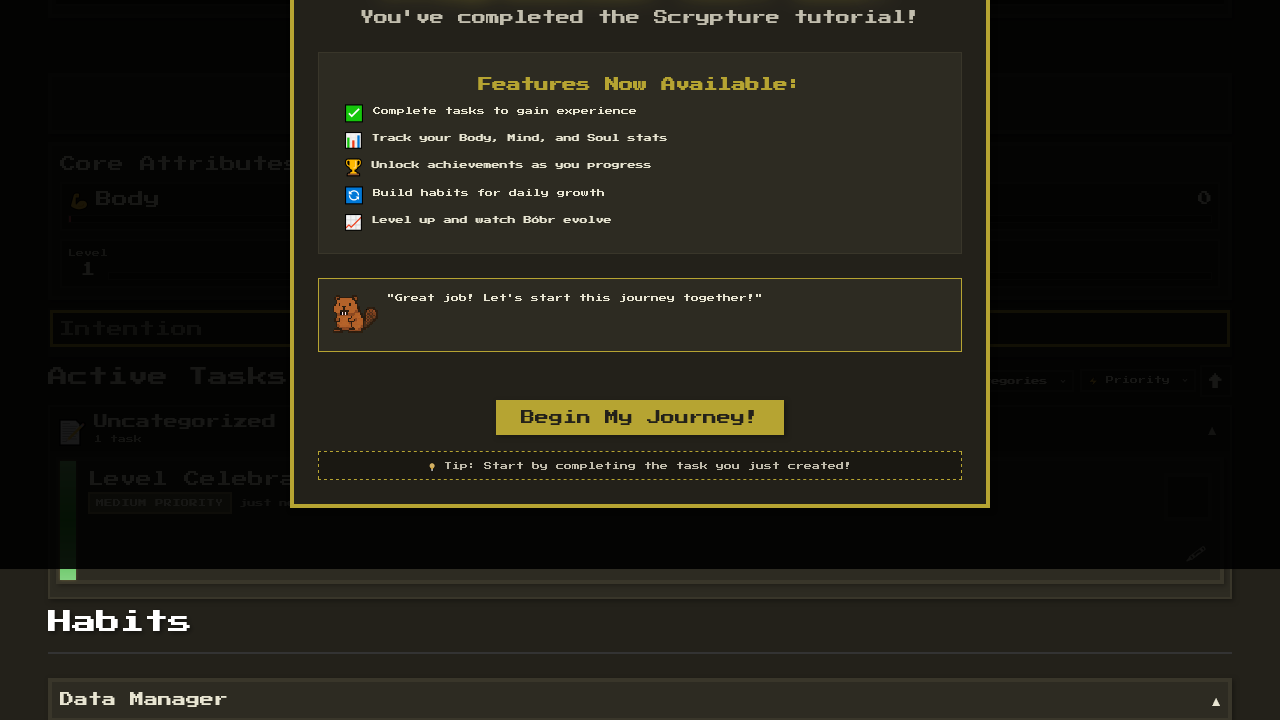 You've completed the Scrypture tutorial!
Features Now Available:
Complete tasks to gain experience
Track your Body, Mind, and Soul stats
Unlock achievements as you progress
Build habits for daily growth
Level up and watch Bóbr evolve
"Great job! Let's start this journey together!"
Begin My Journey!
Tip: Start by completing the task you just created!
Core Attributes
Body
0
Level
1
Intention
Active Tasks
Priority
Uncategorized
1 task
Level Celebra
MEDIUM PRIORITY
just
Habits
Data Manager